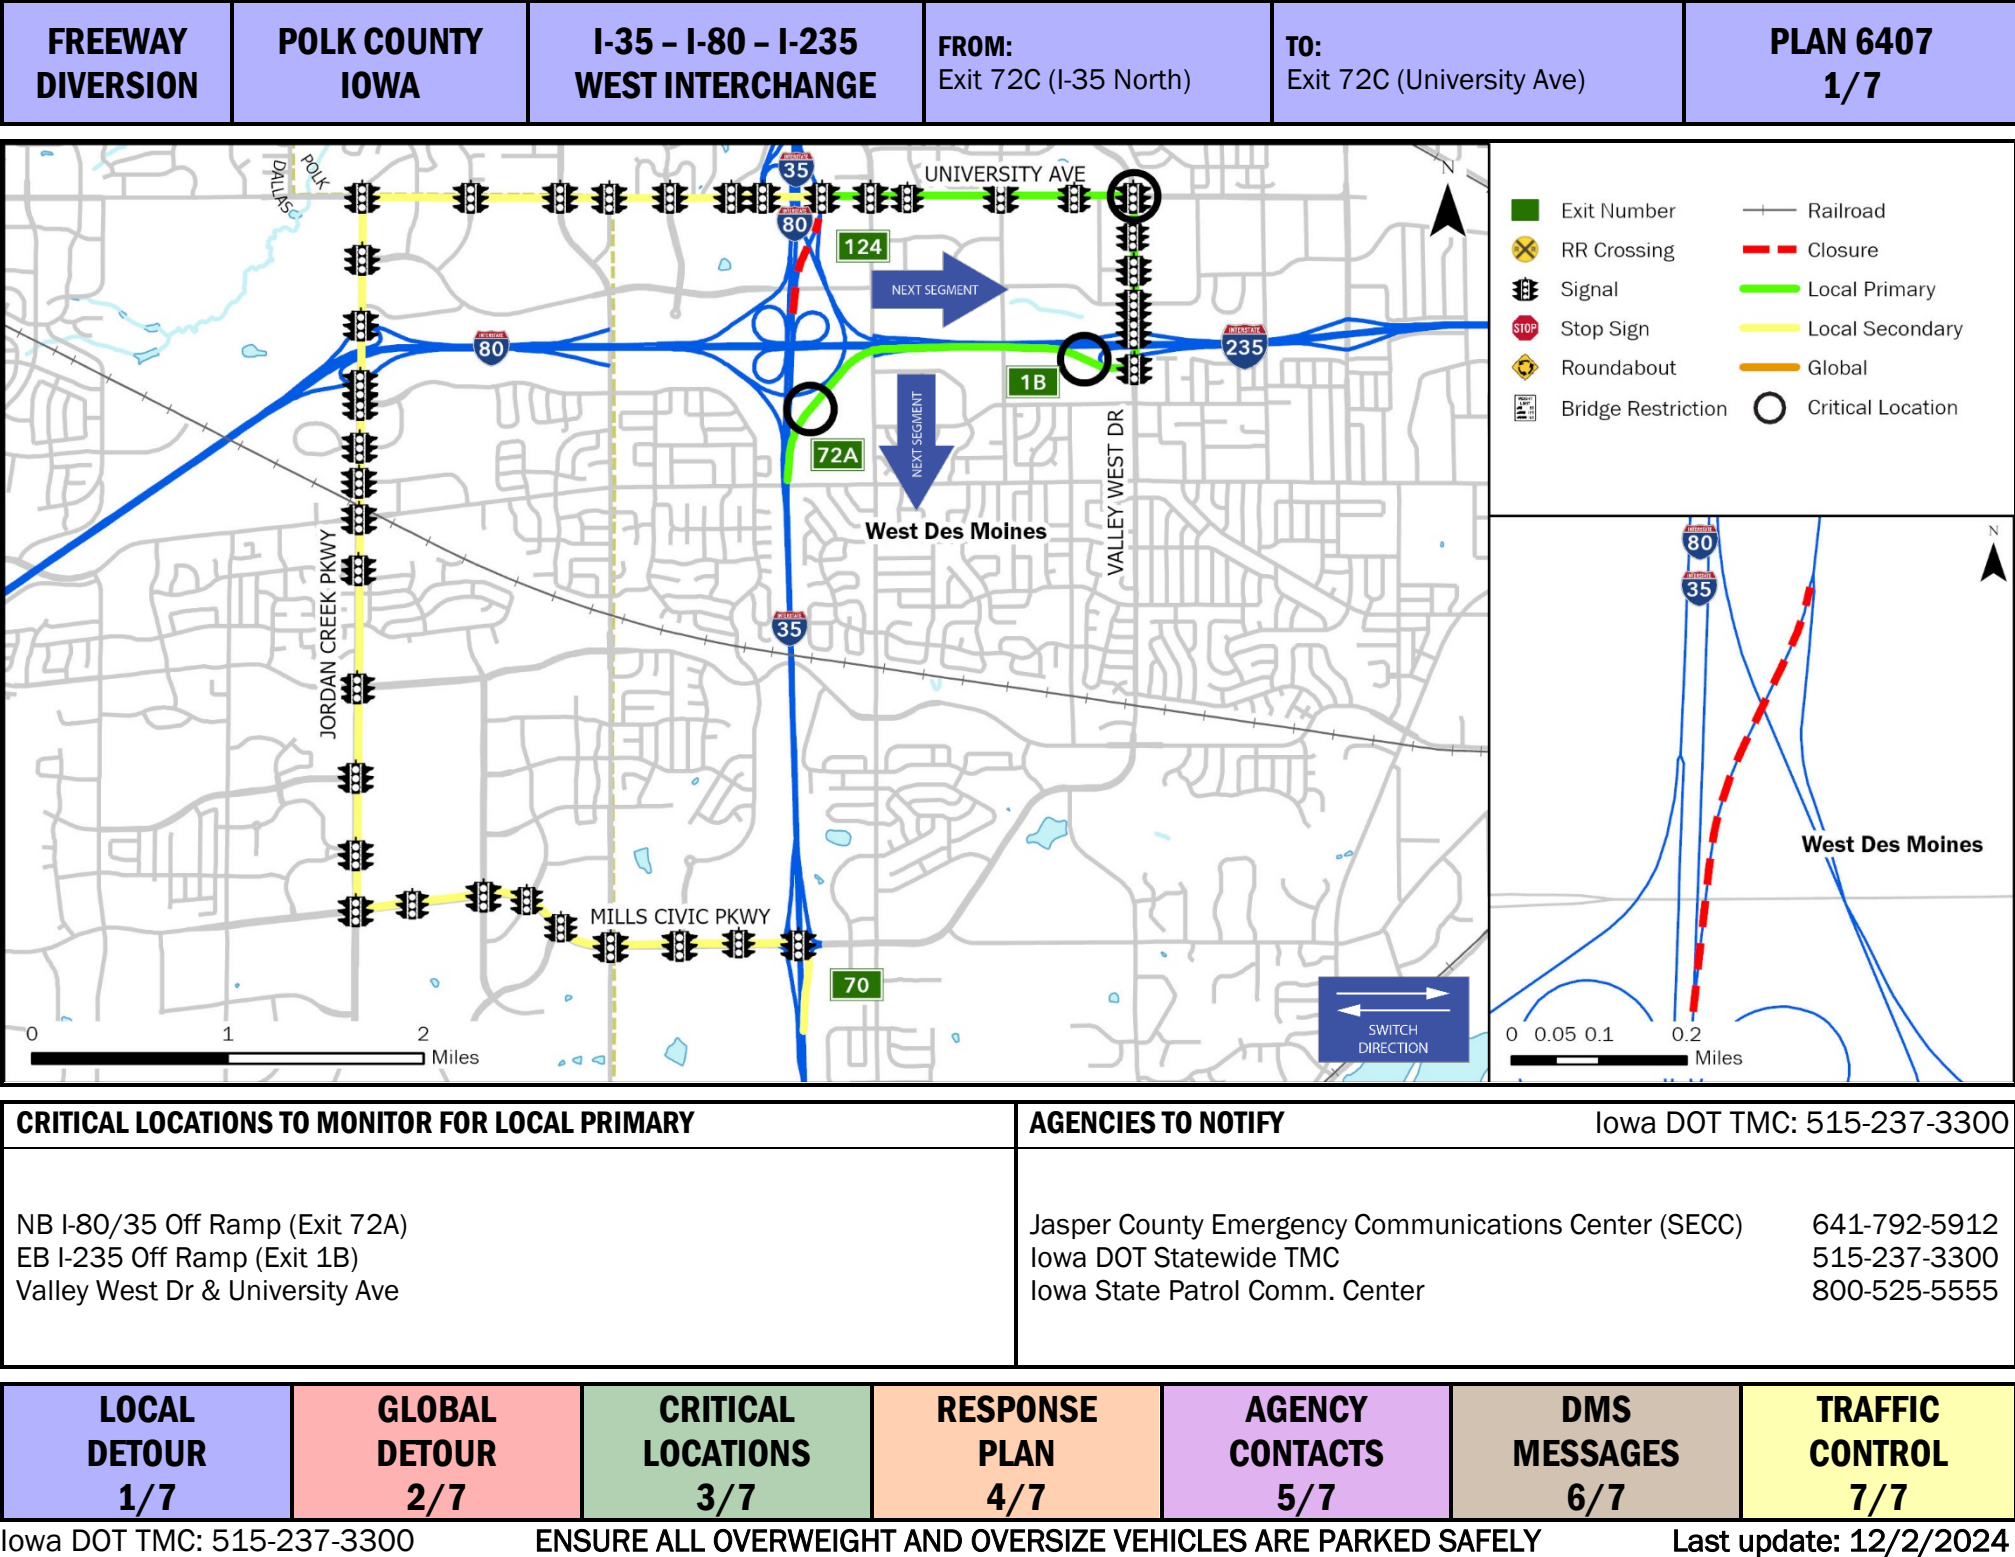 FREEWAY
DIVERSION
POLK COUNTY
IOWA
I-35 – I-80 – I-235
WEST INTERCHANGE
FROM:
Exit 72C (I-35 North)
TO:
Exit 72C (University Ave)
PLAN 6407
1/7
POLK
DALLAS
INTERSTATE
35
UNIVERSITY AVE
N
INTERSTATE
80
124
NEXT SEGMENT
INTERSTATE
80
INTERSTATE
235
1B
NEXT SEGMENT
72A
VALLEY WEST DR
West Des Moines
JORDAN CREEK PKWY
INTERSTATE
35
MILLS CIVIC PKWY
70
0 1 2
Miles
SWITCH
DIRECTION
Exit Number
Railroad
RR Crossing
Closure
Signal
Local Primary
STOP
Stop Sign
Local Secondary
Roundabout
Global
Bridge Restriction
Critical Location
INTERSTATE
80
N
INTERSTATE
35
West Des Moines
0 0.05 0.1 0.2
Miles
CRITICAL LOCATIONS TO MONITOR FOR LOCAL PRIMARY
NB I-80/35 Off Ramp (Exit 72A)
EB I-235 Off Ramp (Exit 1B)
Valley West Dr & University Ave
AGENCIES TO NOTIFY Iowa DOT TMC: 515-237-3300
Jasper County Emergency Communications Center (SECC) 641-792-5912
Iowa DOT Statewide TMC 515-237-3300
Iowa State Patrol Comm. Center 800-525-5555
LOCAL
DETOUR
1/7
GLOBAL
DETOUR
2/7
CRITICAL
LOCATIONS
3/7
RESPONSE
PLAN
4/7
AGENCY
CONTACTS
5/7
DMS
MESSAGES
6/7
TRAFFIC
CONTROL
7/7
Iowa DOT TMC: 515-237-3300 ENSURE ALL OVERWEIGHT AND OVERSIZE VEHICLES ARE PARKED SAFELY Last update: 12/2/2024